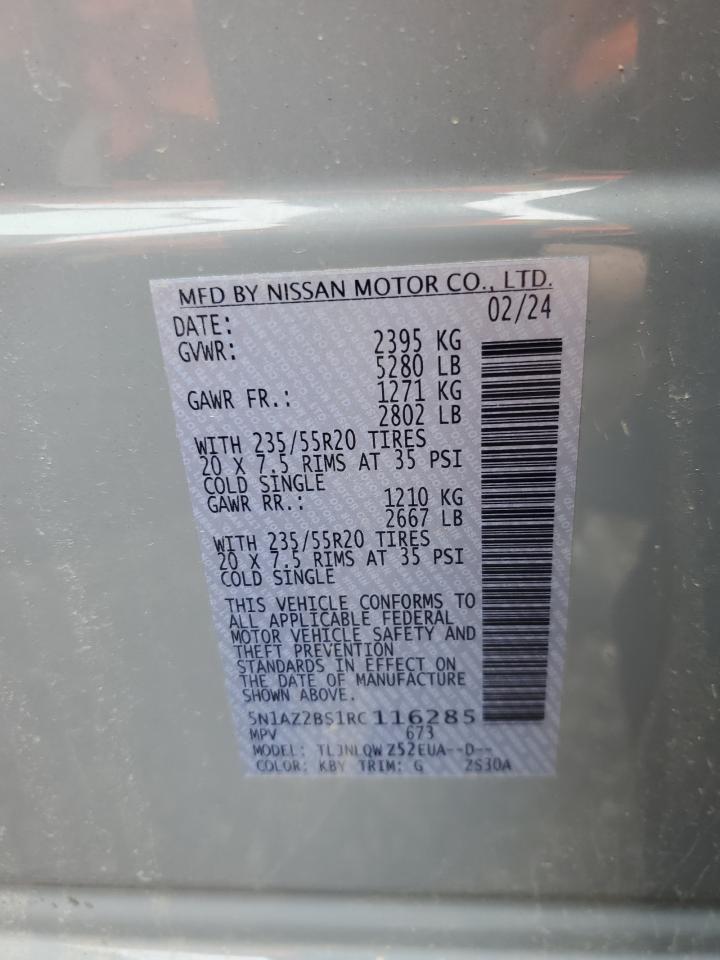 MFD BY NISSAN MOTOR CO., LTD.
DATE: 02/24
GVWR: 2395 KG
5280 LB
GAWR FR.: 1271 KG
2802 LB
WITH 235/55R20 TIRES
20 X 7.5 RIMS AT 35 PSI
COLD SINGLE
GAWR RR.: 1210 KG
2667 LB
WITH 235/55R20 TIRES
20 X 7.5 RIMS AT 35 PSI
COLD SINGLE
THIS VEHICLE CONFORMS TO
ALL APPLICABLE FEDERAL
MOTOR VEHICLE SAFETY AND
THEFT PREVENTION
STANDARDS IN EFFECT ON
THE DATE OF MANUFACTURE
SHOWN ABOVE.
5N1AZ2BS1RC116285
MPV 673
MODEL: TLJNLQW Z52EUA--D--
COLOR: KBY TRIM: G ZS30A